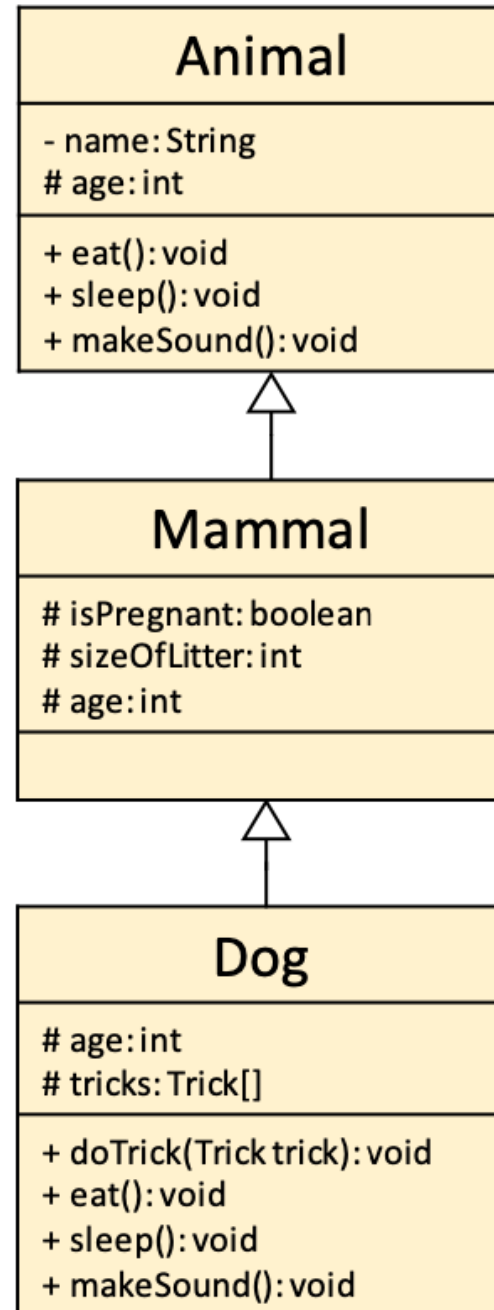 Animal
- name: String
# age: int
+ eat(): void
+ sleep(): void
+ makeSound(): void
Mammal
# isPregnant: boolean
# sizeOfLitter: int
# age: int
Dog
# age: int
# tricks: Trick[]
+ doTrick(Trick trick): void
+ eat(): void
+ sleep(): void
+ makeSound(): void